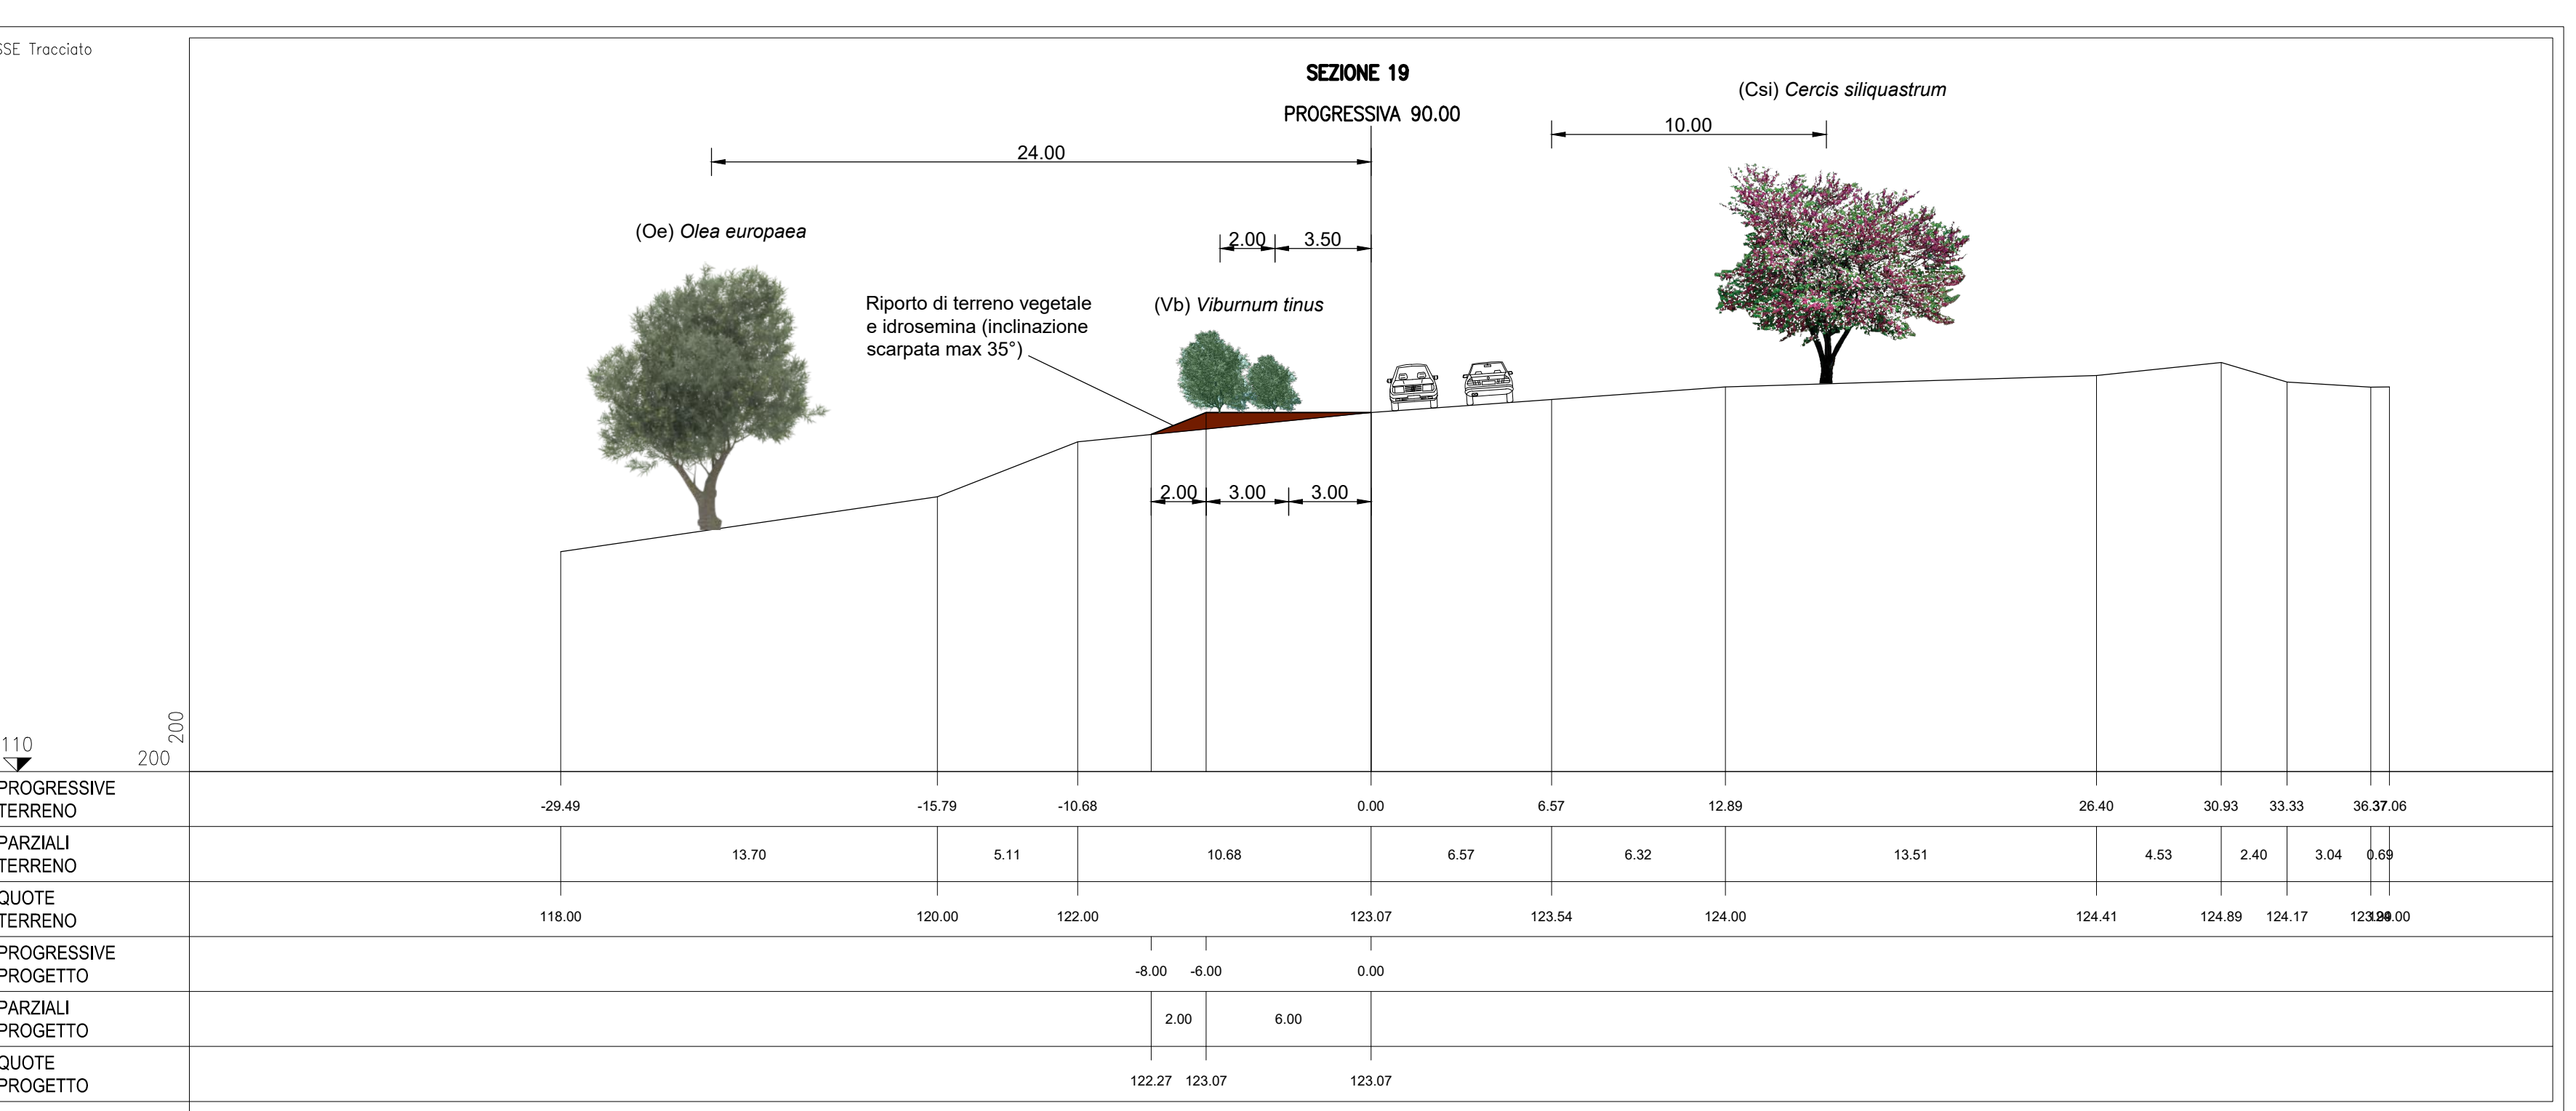 SSE Tracciato
SEZIONE 19
PROGRESSIVA 90.00
(Csi) Cercis siliquastrum
10.00
24.00
(Oe) Olea europaea
2.00 3.50
Riporto di terreno vegetale
e idrosemina (inclinazione
scarpata max 35°)
(Vb) Viburnum tinus
2.00 3.00 3.00
200
110
200
PROGRESSIVE
TERRENO
-29.49 -15.79 -10.68 0.00 6.57 12.89 26.40 30.93 33.33 36.37 37.06
PARZIALI
TERRENO
13.70 5.11 10.68 6.57 6.32 13.51 4.53 2.40 3.04 0.69
QUOTE
TERRENO
118.00 120.00 122.00 123.07 123.54 124.00 124.41 124.89 124.17
PROGRESSIVE
PROGETTO
-8.00 -6.00 0.00
PARZIALI
PROGETTO
2.00 6.00
QUOTE
PROGETTO
122.27 123.07 123.07